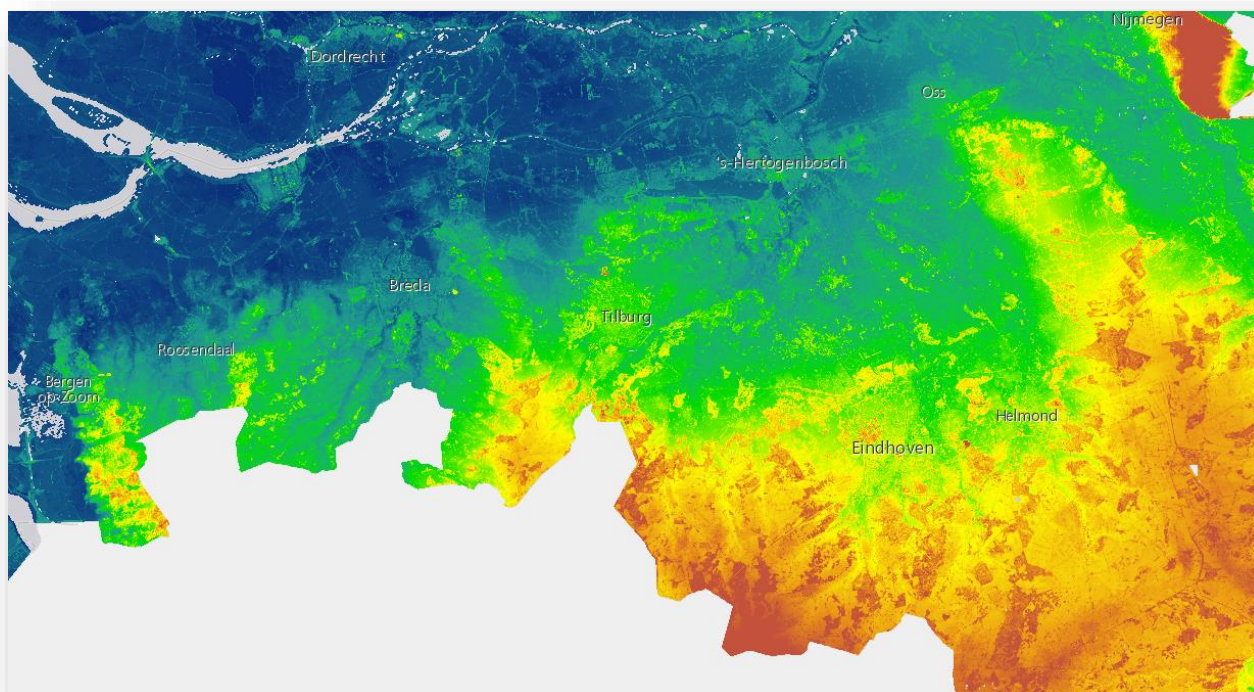 Nijmegen
Dordrecht
Oss
's-Hertogenbosch
Breda
Tilburg
Roosendaal
Bergen
op Zoom
Helmond
Eindhoven